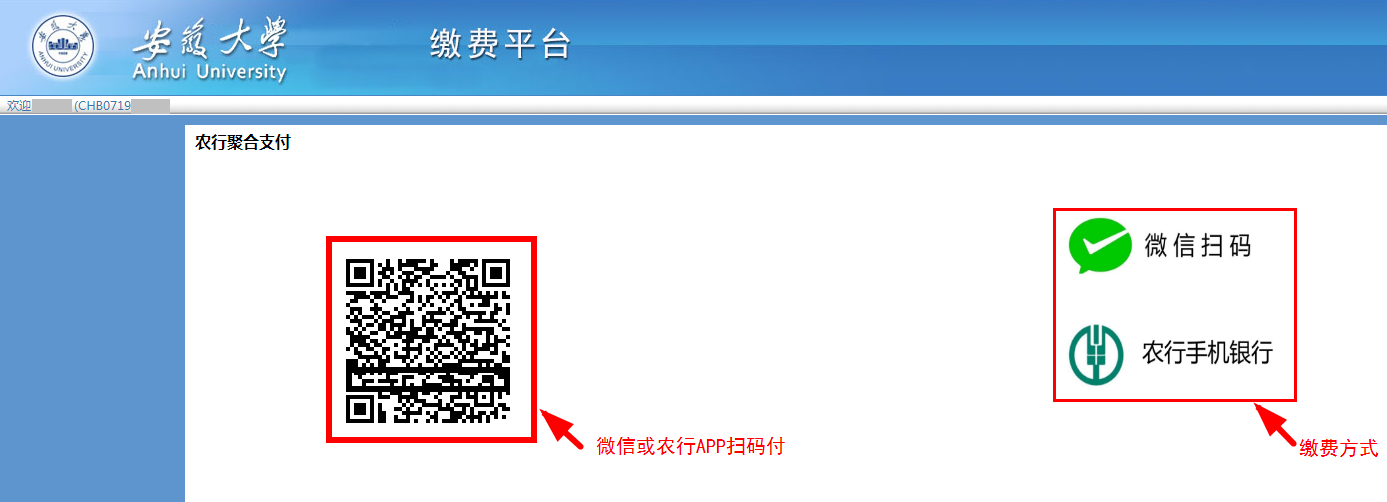 安徽大学
Anhui University
缴费平台
欢迎 (CHB0719
农行聚合支付
微信扫码
农行手机银行
微信或农行APP扫码付
缴费方式